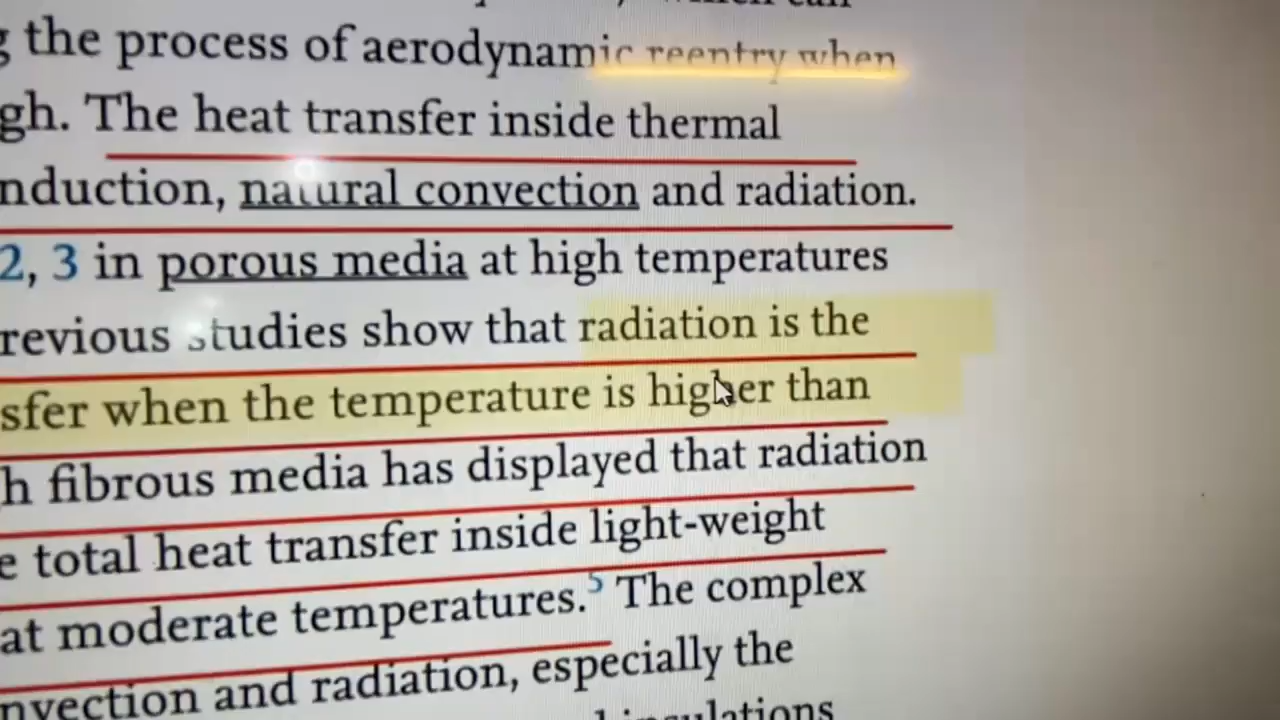 the process of aerodynamic reentry when
gh. The heat transfer inside thermal
nduction, natural convection and radiation.
2, 3 in porous media at high temperatures
revious studies show that radiation is the
sfer when the temperature is higher than
h fibrous media has displayed that radiation
e total heat transfer inside light-weight
at moderate temperatures.⁵ The complex
nvection and radiation, especially the